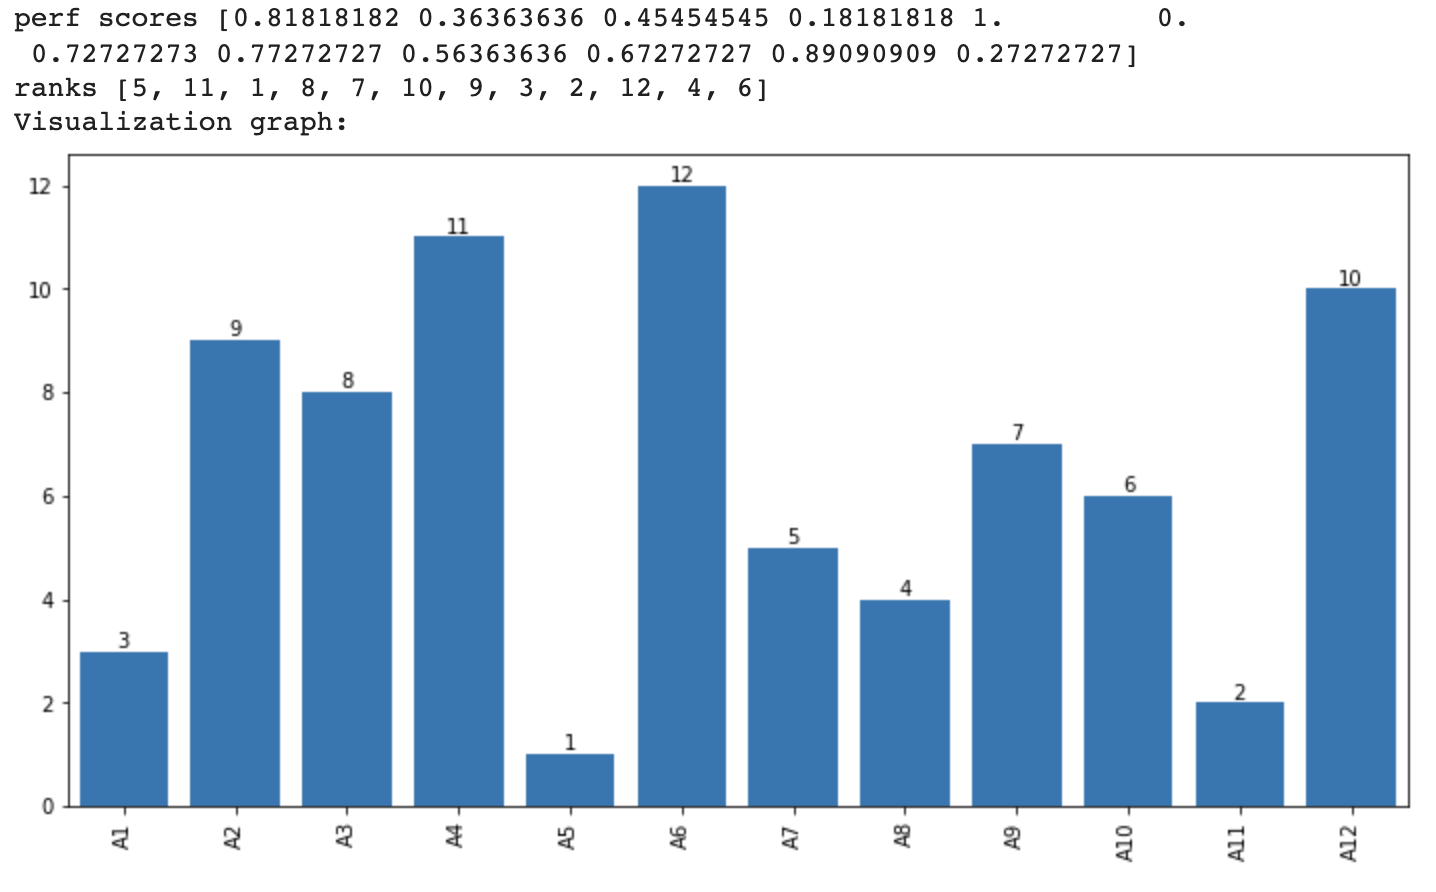 perf scores [0.81818182 0.36363636 0.45454545 0.18181818 1.         0.
 0.72727273 0.77272727 0.56363636 0.67272727 0.89090909 0.27272727]
ranks [5, 11, 1, 8, 7, 10, 9, 3, 2, 12, 4, 6]
Visualization graph:
12
10
8
6
4
2
0
3
9
8
11
1
12
5
4
7
6
2
10
A1
A2
A3
A4
A5
A6
A7
A8
A9
A10
A11
A12